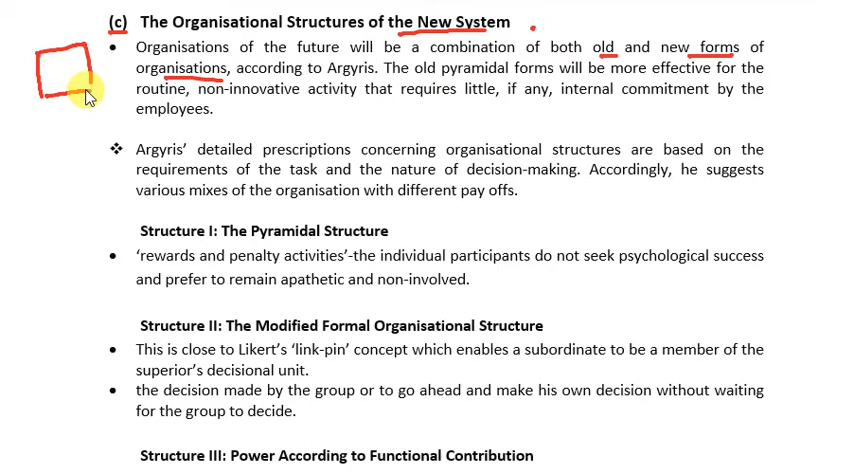 (c) The Organisational Structures of the New System
• Organisations of the future will be a combination of both old and new forms of
organisations, according to Argyris. The old pyramidal forms will be more effective for the
routine, non-innovative activity that requires little, if any, internal commitment by the
employees.
❖ Argyris’ detailed prescriptions concerning organisational structures are based on the
requirements of the task and the nature of decision-making. Accordingly, he suggests
various mixes of the organisation with different pay offs.
Structure I: The Pyramidal Structure
• ‘rewards and penalty activities’-the individual participants do not seek psychological success
and prefer to remain apathetic and non-involved.
Structure II: The Modified Formal Organisational Structure
• This is close to Likert’s ‘link-pin’ concept which enables a subordinate to be a member of the
superior’s decisional unit.
• the decision made by the group or to go ahead and make his own decision without waiting
for the group to decide.
Structure III: Power According to Functional Contribution